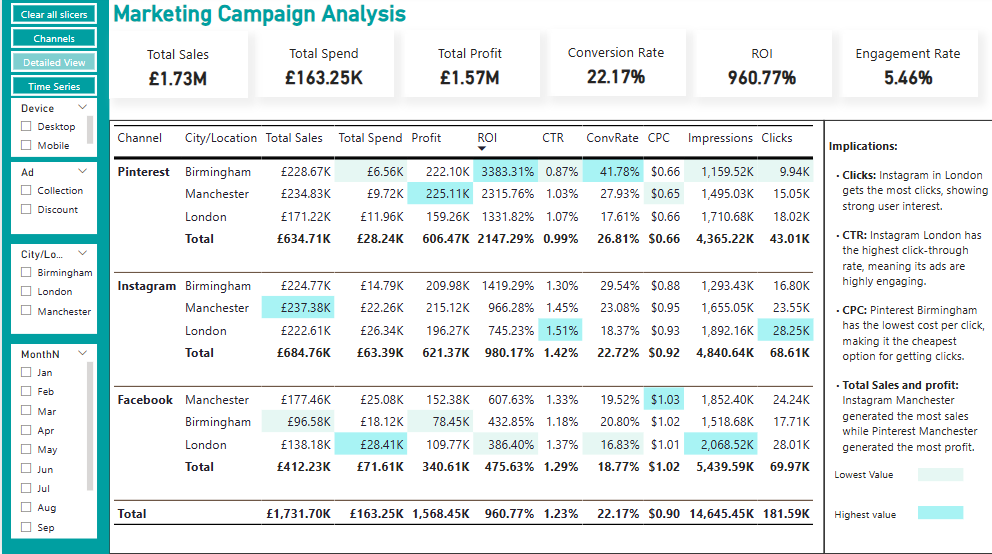 Clear all slicers
Channels
Detailed View
Time Series
Device
Desktop
Mobile
Ad
Collection
Discount
City/Lo...
Birmingham
London
Manchester
MonthN
Jan
Feb
Mar
Apr
May
Jun
Jul
Aug
Sep
Marketing Campaign Analysis
Total Sales
£1.73M
Total Spend
£163.25K
Total Profit
£1.57M
Conversion Rate
22.17%
ROI
960.77%
Engagement Rate
5.46%
Channel City/Location Total Sales Total Spend Profit ROI CTR ConvRate CPC Impressions Clicks
Pinterest Birmingham £228.67K £6.56K 222.10K 3383.31% 0.87% 41.78% $0.66 1,159.52K 9.94K
Manchester £234.83K £9.72K 225.11K 2315.76% 1.03% 27.93% $0.65 1,495.03K 15.05K
London £171.22K £11.96K 159.26K 1331.82% 1.07% 17.61% $0.66 1,710.68K 18.02K
Total £634.71K £28.24K 606.47K 2147.29% 0.99% 26.81% $0.66 4,365.22K 43.01K
Instagram Birmingham £224.77K £14.79K 209.98K 1419.29% 1.30% 29.54% $0.88 1,293.43K 16.80K
Manchester £237.38K £22.26K 215.12K 966.28% 1.45% 23.08% $0.95 1,655.05K 23.55K
London £222.61K £26.34K 196.27K 745.23% 1.51% 18.37% $0.93 1,892.16K 28.25K
Total £684.76K £63.39K 621.37K 980.17% 1.42% 22.72% $0.92 4,840.64K 68.61K
Facebook Manchester £177.46K £25.08K 152.38K 607.63% 1.33% 19.52% $1.03 1,852.40K 24.24K
Birmingham £96.58K £18.12K 78.45K 432.85% 1.18% 20.80% $1.02 1,518.68K 17.71K
London £138.18K £28.41K 109.77K 386.40% 1.37% 16.83% $1.01 2,068.52K 28.01K
Total £412.23K £71.61K 340.61K 475.63% 1.29% 18.77% $1.02 5,439.59K 69.97K
Total £1,731.70K £163.25K 1,568.45K 960.77% 1.23% 22.17% $0.90 14,645.45K 181.59K
Implications:
• Clicks: Instagram in London
gets the most clicks, showing
strong user interest.
• CTR: Instagram London has
the highest click-through
rate, meaning its ads are
highly engaging.
• CPC: Pinterest Birmingham
has the lowest cost per click,
making it the cheapest
option for getting clicks.
• Total Sales and profit:
Instagram Manchester
generated the most sales
while Pinterest Manchester
generated the most profit.
Lowest Value
Highest value